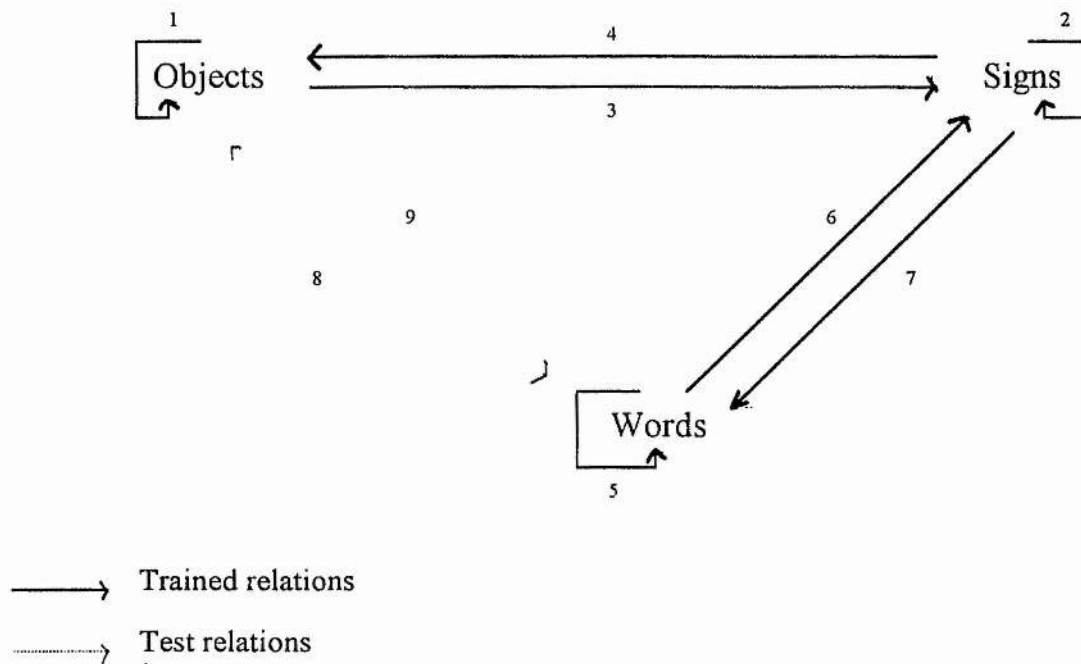 1 4 2
Objects Signs
3
9 6
8 7
Words
5
Trained relations
Test relations